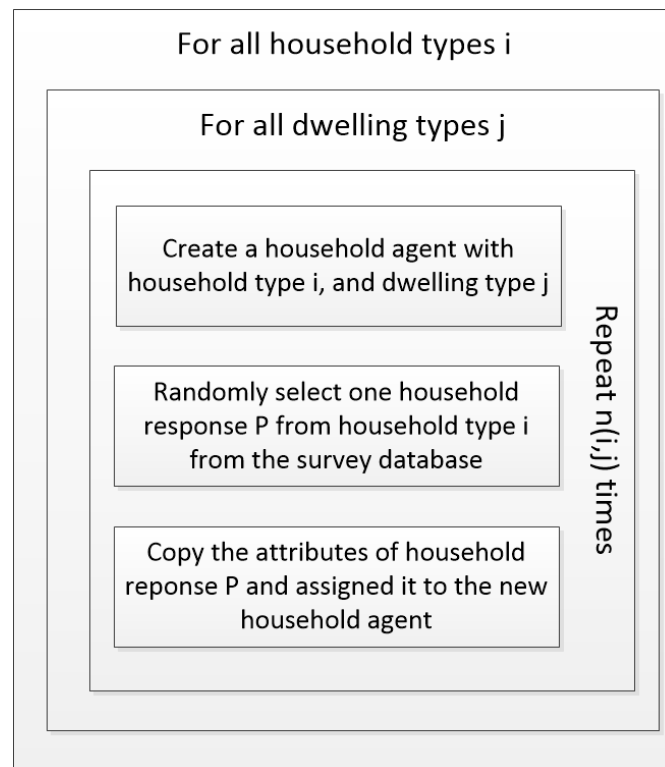 For all household types i
For all dwelling types j
Create a household agent with
household type i, and dwelling type j
Randomly select one household
response P from household type i
from the survey database
Copy the attributes of household
reponse P and assigned it to the new
household agent
Repeat n(i,j) times